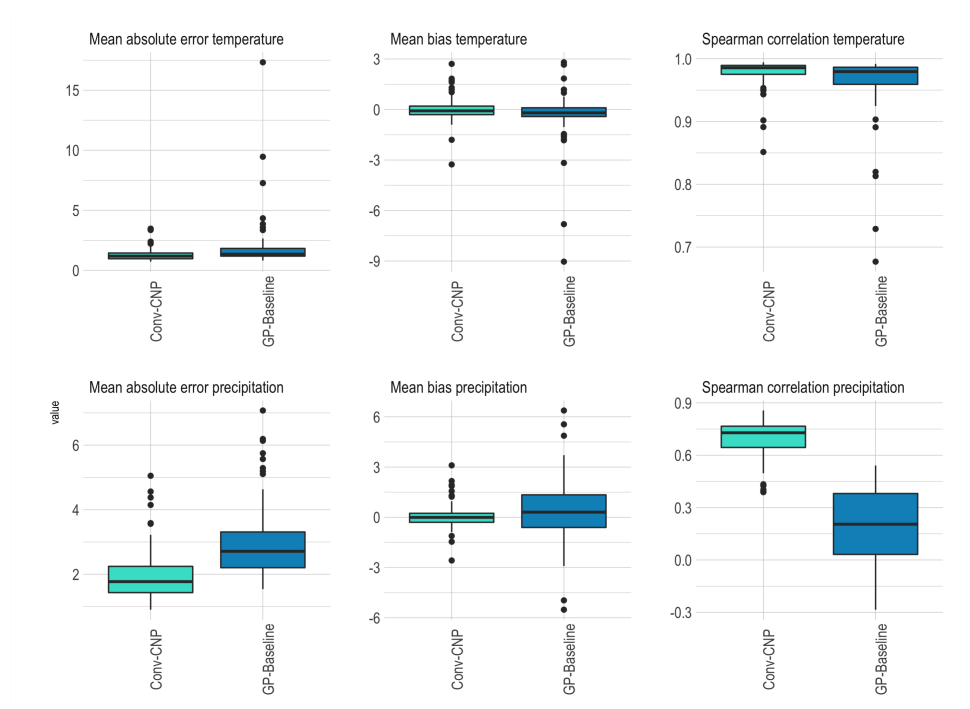 Mean absolute error temperature
Mean bias temperature
Spearman correlation temperature
15
10
5
0
3
0
-3
-6
-9
1.0
0.9
0.8
0.7
Conv-CNP
GP-Baseline
Conv-CNP
GP-Baseline
Conv-CNP
GP-Baseline
value
Mean absolute error precipitation
Mean bias precipitation
Spearman correlation precipitation
6
4
2
6
3
0
-3
-6
0.9
0.6
0.3
0.0
-0.3
Conv-CNP
GP-Baseline
Conv-CNP
GP-Baseline
Conv-CNP
GP-Baseline